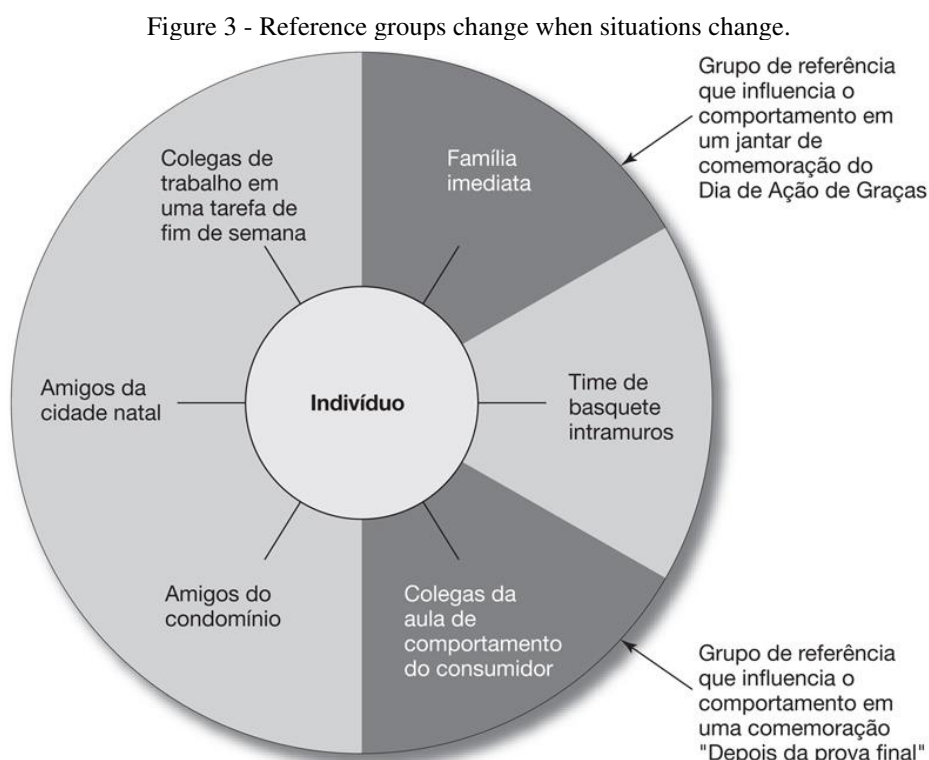 Figure 3 - Reference groups change when situations change.
Grupo de referência
que influencia o
comportamento em
um jantar de
comemoração do
Dia de Ação de Graças
Colegas de
trabalho em
uma tarefa de
fim de semana
Família
imediata
Amigos da
cidade natal
Indivíduo
Time de
basquete
intramuros
Amigos do
condomínio
Colegas da
aula de
comportamento
do consumidor
Grupo de referência
que influencia o
comportamento em
uma comemoração
"Depois da prova final"